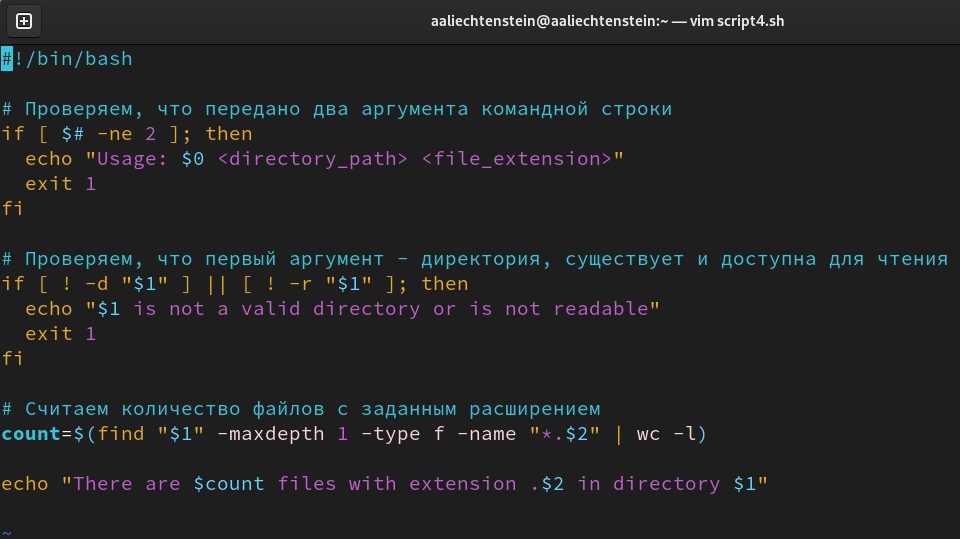 aaliechtenstein@aaliechtenstein:~ — vim script4.sh
#!/bin/bash
# Проверяем, что передано два аргумента командной строки
if [ $# -ne 2 ]; then
  echo "Usage: $0 <directory_path> <file_extension>"
  exit 1
fi
# Проверяем, что первый аргумент - директория, существует и доступна для чтения
if [ ! -d "$1" ] || [ ! -r "$1" ]; then
  echo "$1 is not a valid directory or is not readable"
  exit 1
fi
# Считаем количество файлов с заданным расширением
count=$(find "$1" -maxdepth 1 -type f -name "*.$2" | wc -l)
echo "There are $count files with extension .$2 in directory $1"
~